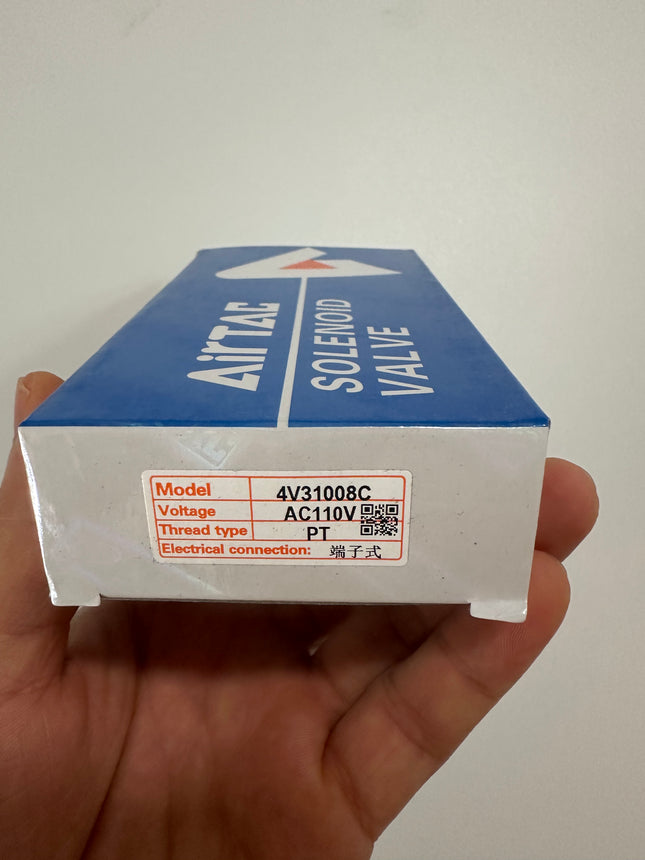 AirTAC
SOLENOID
VALVE
Model 4V31008C
Voltage AC110V
Thread type PT
Electrical connection: 端子式